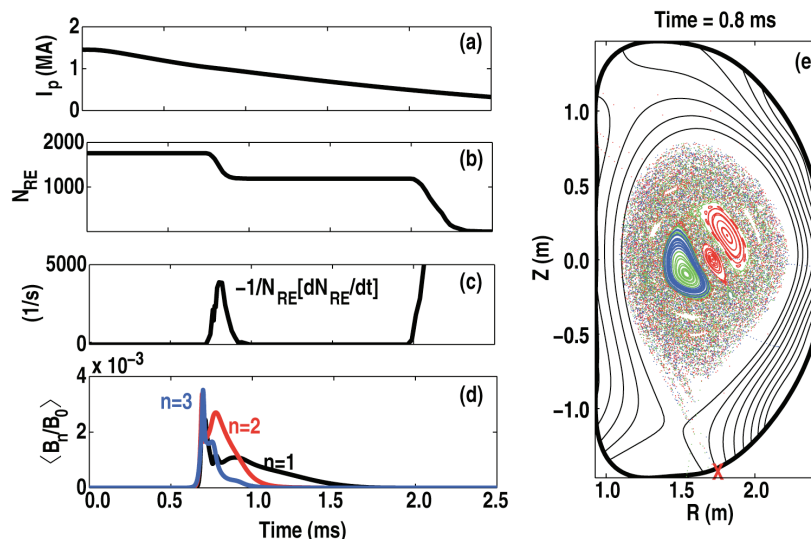 2
1
0
I_p (MA)
(a)
2000
1000
N_RE
(b)
5000
0
(1/s)
−1/N_RE[dN_RE/dt]
(c)
x 10⁻³
4
2
0
⟨B_n/B_0⟩
n=3
n=2
n=1
(d)
0.0 0.5 1.0 1.5 2.0 2.5
Time (ms)
Time = 0.8 ms
(e
1.0
0.5
0.0
−0.5
−1.0
Z (m)
X
1.0 1.5 2.0
R (m)